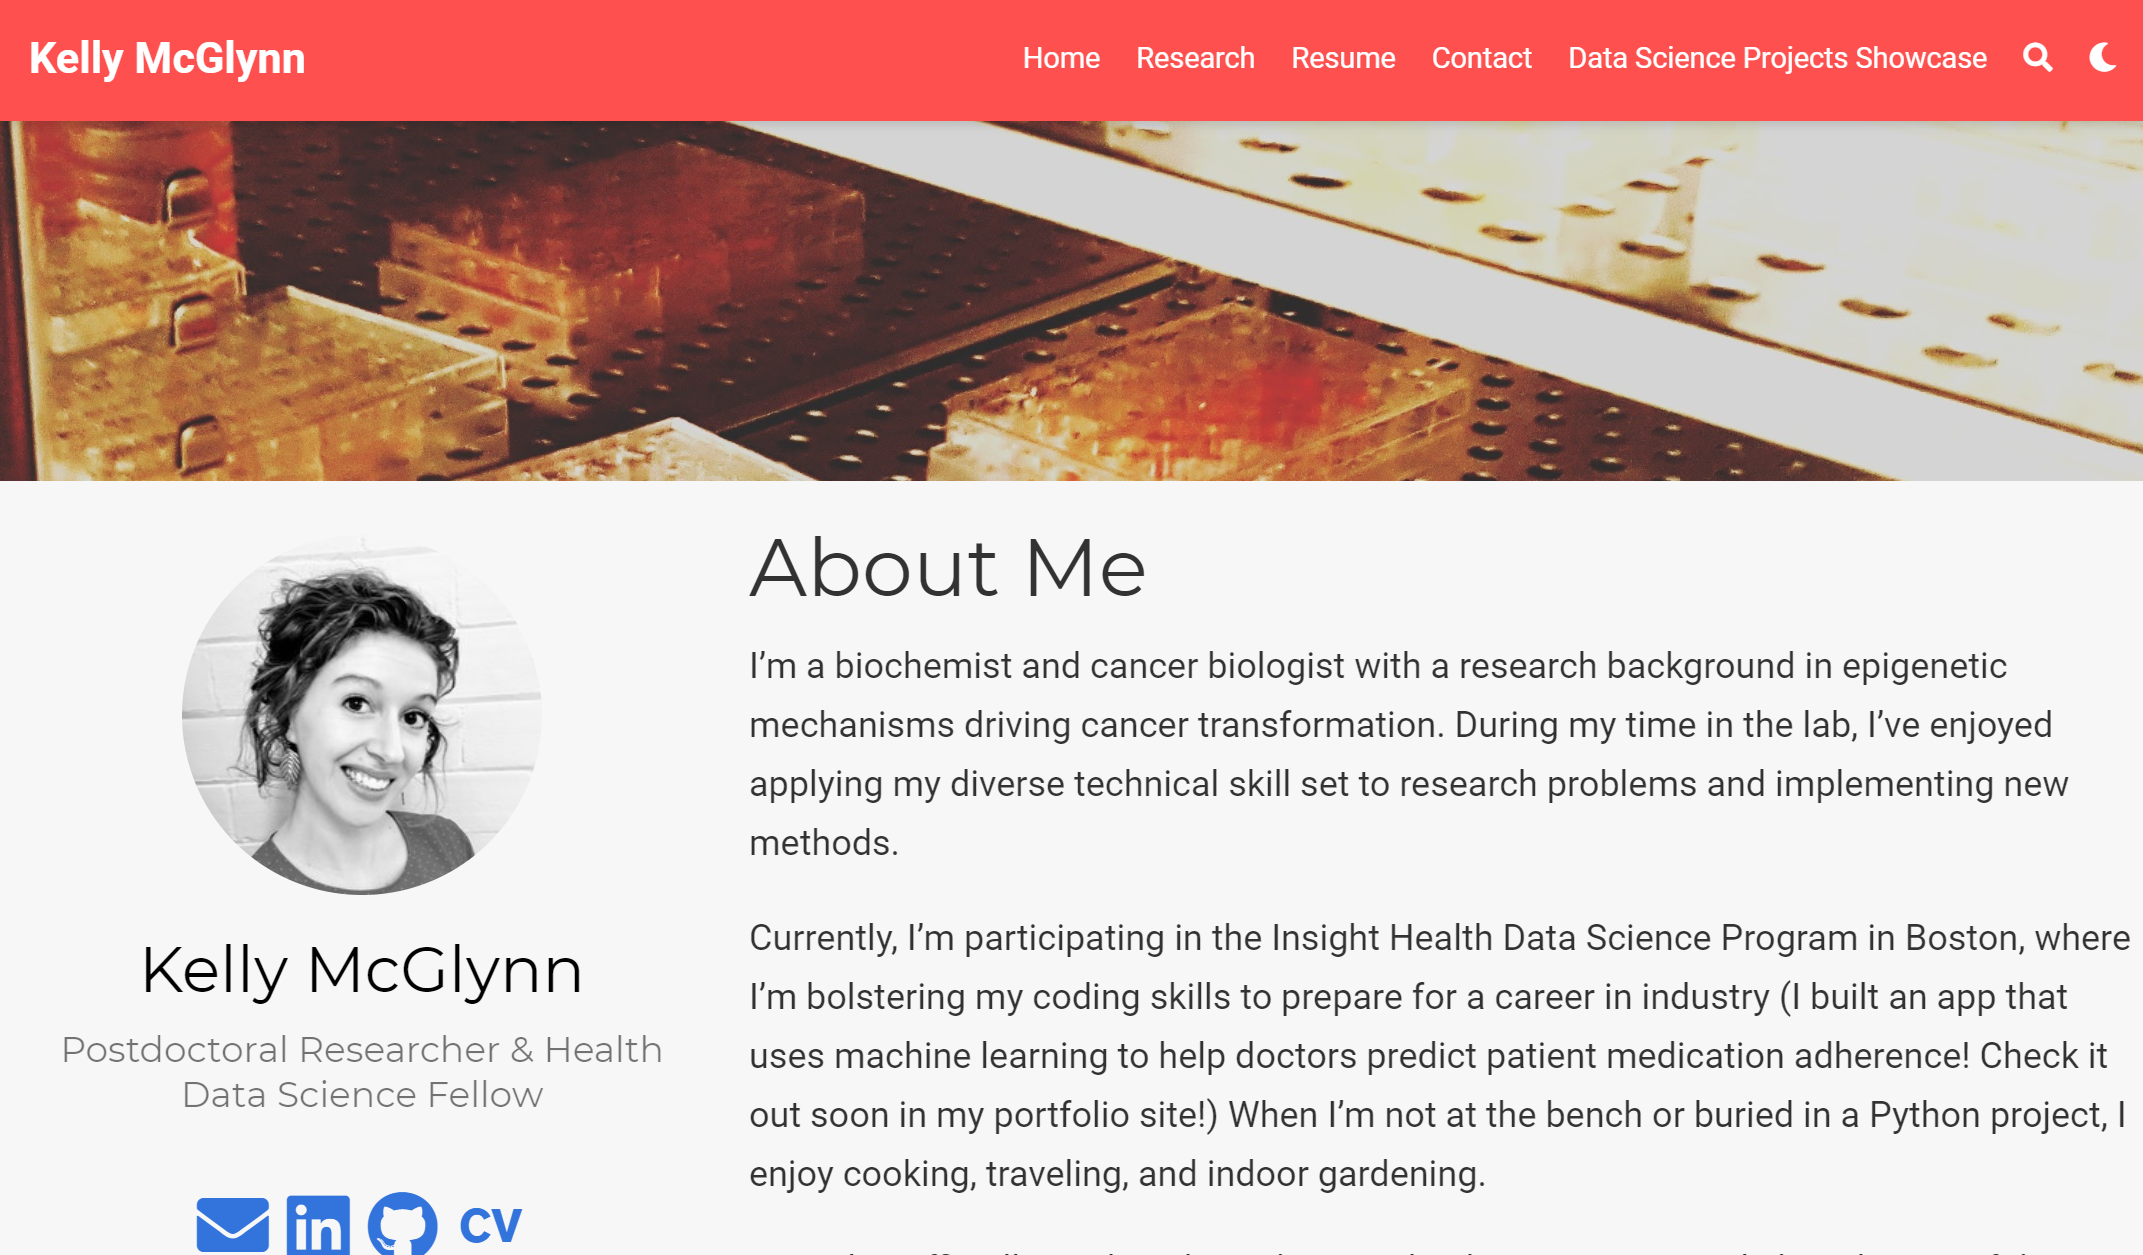 Kelly McGlynn
Home Research Resume Contact Data Science Projects Showcase
About Me
I’m a biochemist and cancer biologist with a research background in epigenetic
mechanisms driving cancer transformation. During my time in the lab, I’ve enjoyed
applying my diverse technical skill set to research problems and implementing new
methods.
Currently, I’m participating in the Insight Health Data Science Program in Boston, where
I’m bolstering my coding skills to prepare for a career in industry (I built an app that
uses machine learning to help doctors predict patient medication adherence! Check it
out soon in my portfolio site!) When I’m not at the bench or buried in a Python project, I
enjoy cooking, traveling, and indoor gardening.
Kelly McGlynn
Postdoctoral Researcher & Health
Data Science Fellow
in
CV